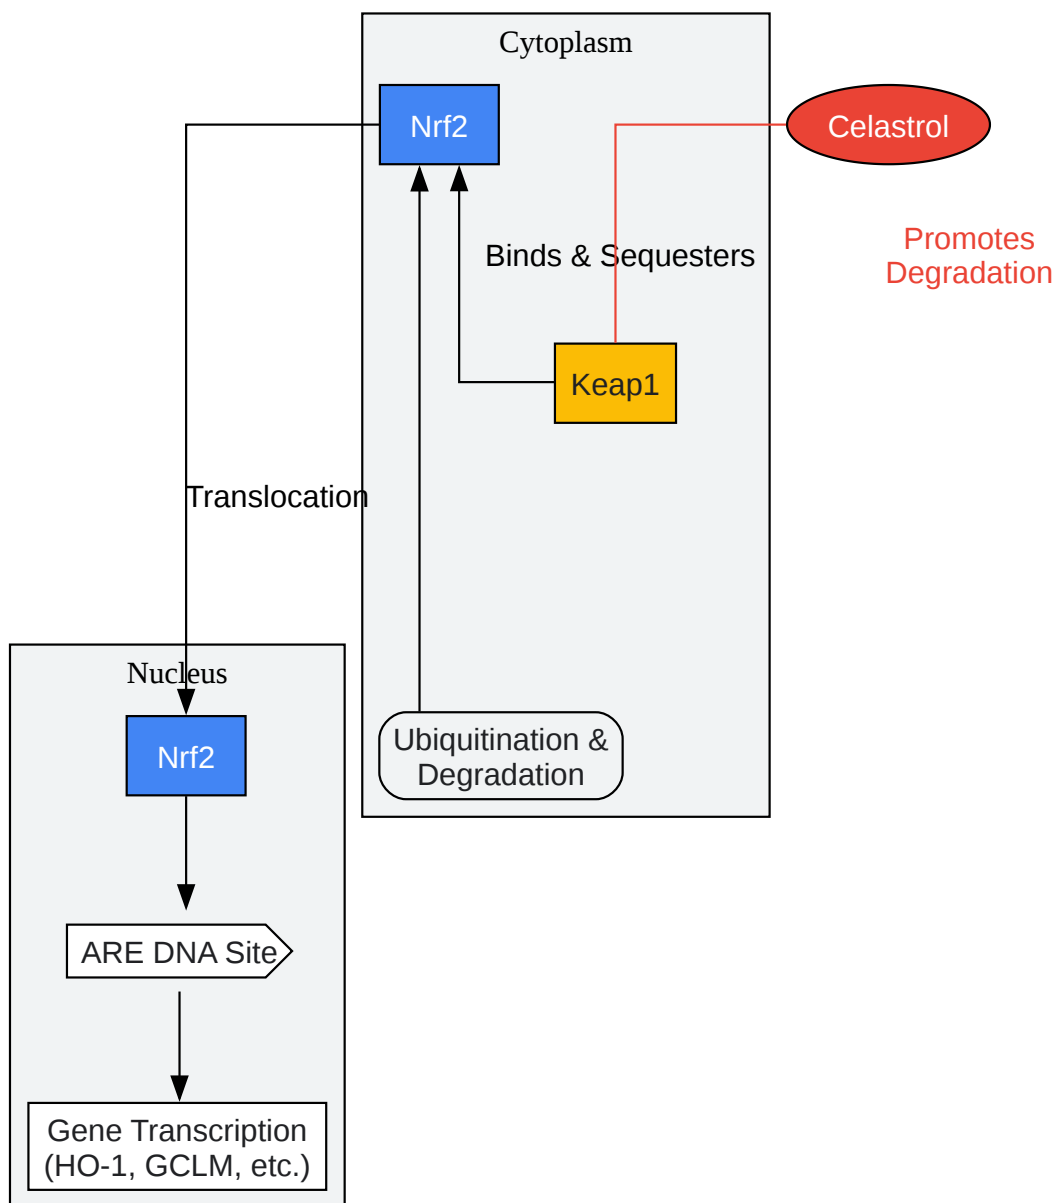 Cytoplasm
Nrf2
Celastrol
Promotes
Degradation
Binds & Sequesters
Keap1
Translocation
Nucleus
Nrf2
Ubiquitination &
Degradation
ARE DNA Site
Gene Transcription
(HO-1, GCLM, etc.)